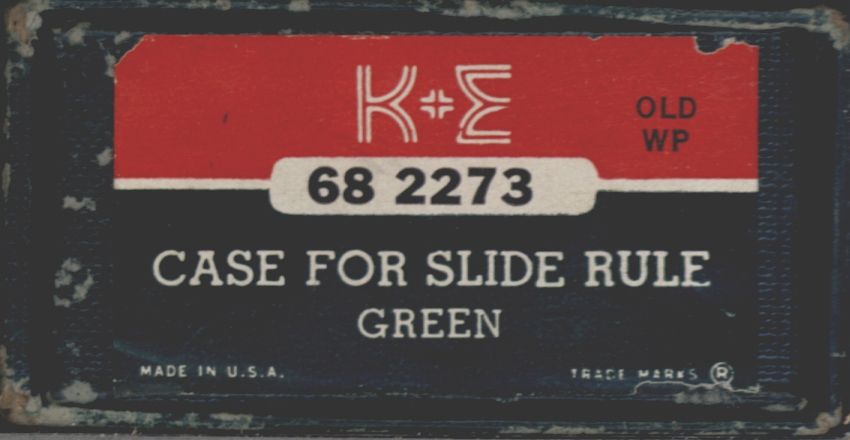 K+E
OLD
WP
68 2273
CASE FOR SLIDE RULE
GREEN
MADE IN U.S.A.
TRADE MARKS ®